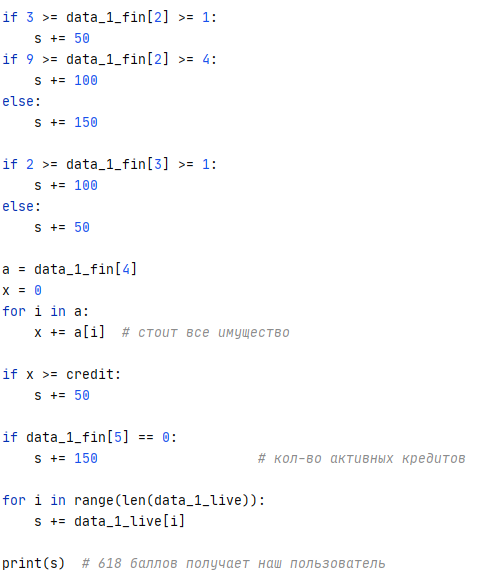 if 3 >= data_1_fin[2] >= 1:
    s += 50
if 9 >= data_1_fin[2] >= 4:
    s += 100
else:
    s += 150

if 2 >= data_1_fin[3] >= 1:
    s += 100
else:
    s += 50

a = data_1_fin[4]
x = 0
for i in a:
    x += a[i]  # стоит все имущество

if x >= credit:
    s += 50

if data_1_fin[5] == 0:
    s += 150                    # кол-во активных кредитов

for i in range(len(data_1_live)):
    s += data_1_live[i]

print(s)  # 618 баллов получает наш пользователь